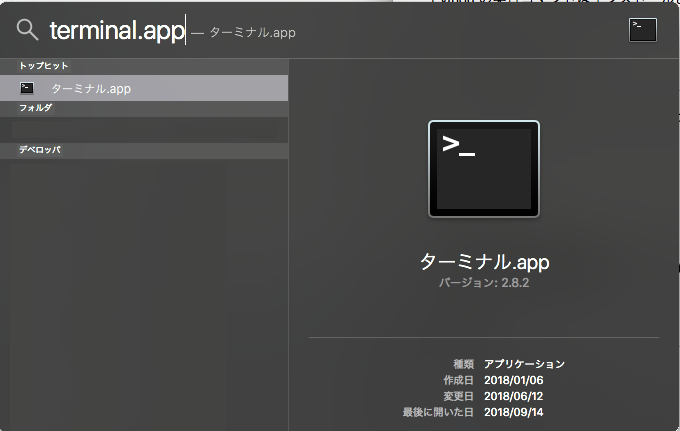 terminal.app — ターミナル.app
トップヒット
ターミナル.app
フォルダ
デベロッパ
>_
ターミナル.app
バージョン: 2.8.2
種類 アプリケーション
作成日 2018/01/06
変更日 2018/06/12
最後に開いた日 2018/09/14